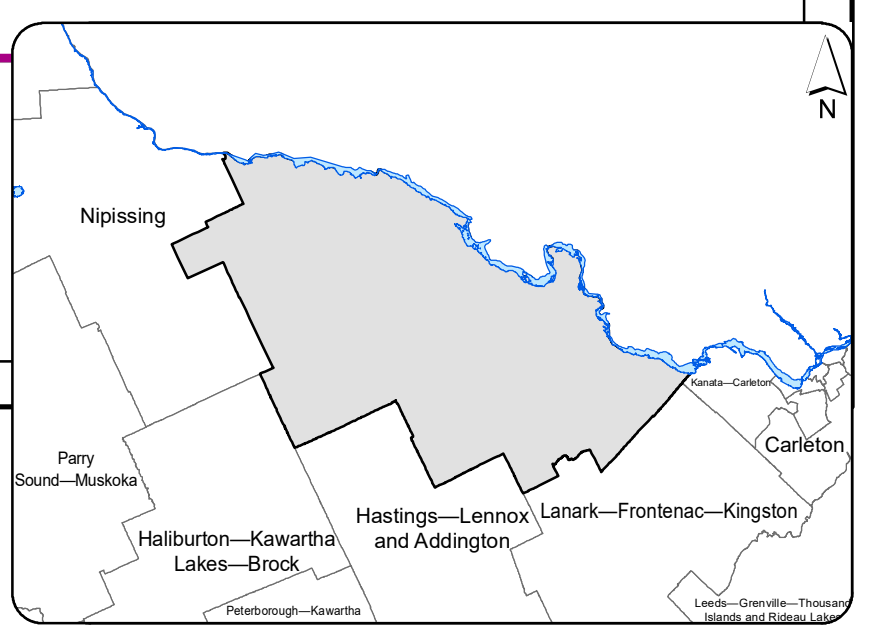 N
Nipissing
Kanata—Carleton
Carleton
Parry
Sound—Muskoka
Hastings—Lennox
and Addington
Lanark—Frontenac—Kingston
Haliburton—Kawartha
Lakes—Brock
Peterborough—Kawartha
Leeds—Grenville—Thousand
Islands and Rideau Lakes